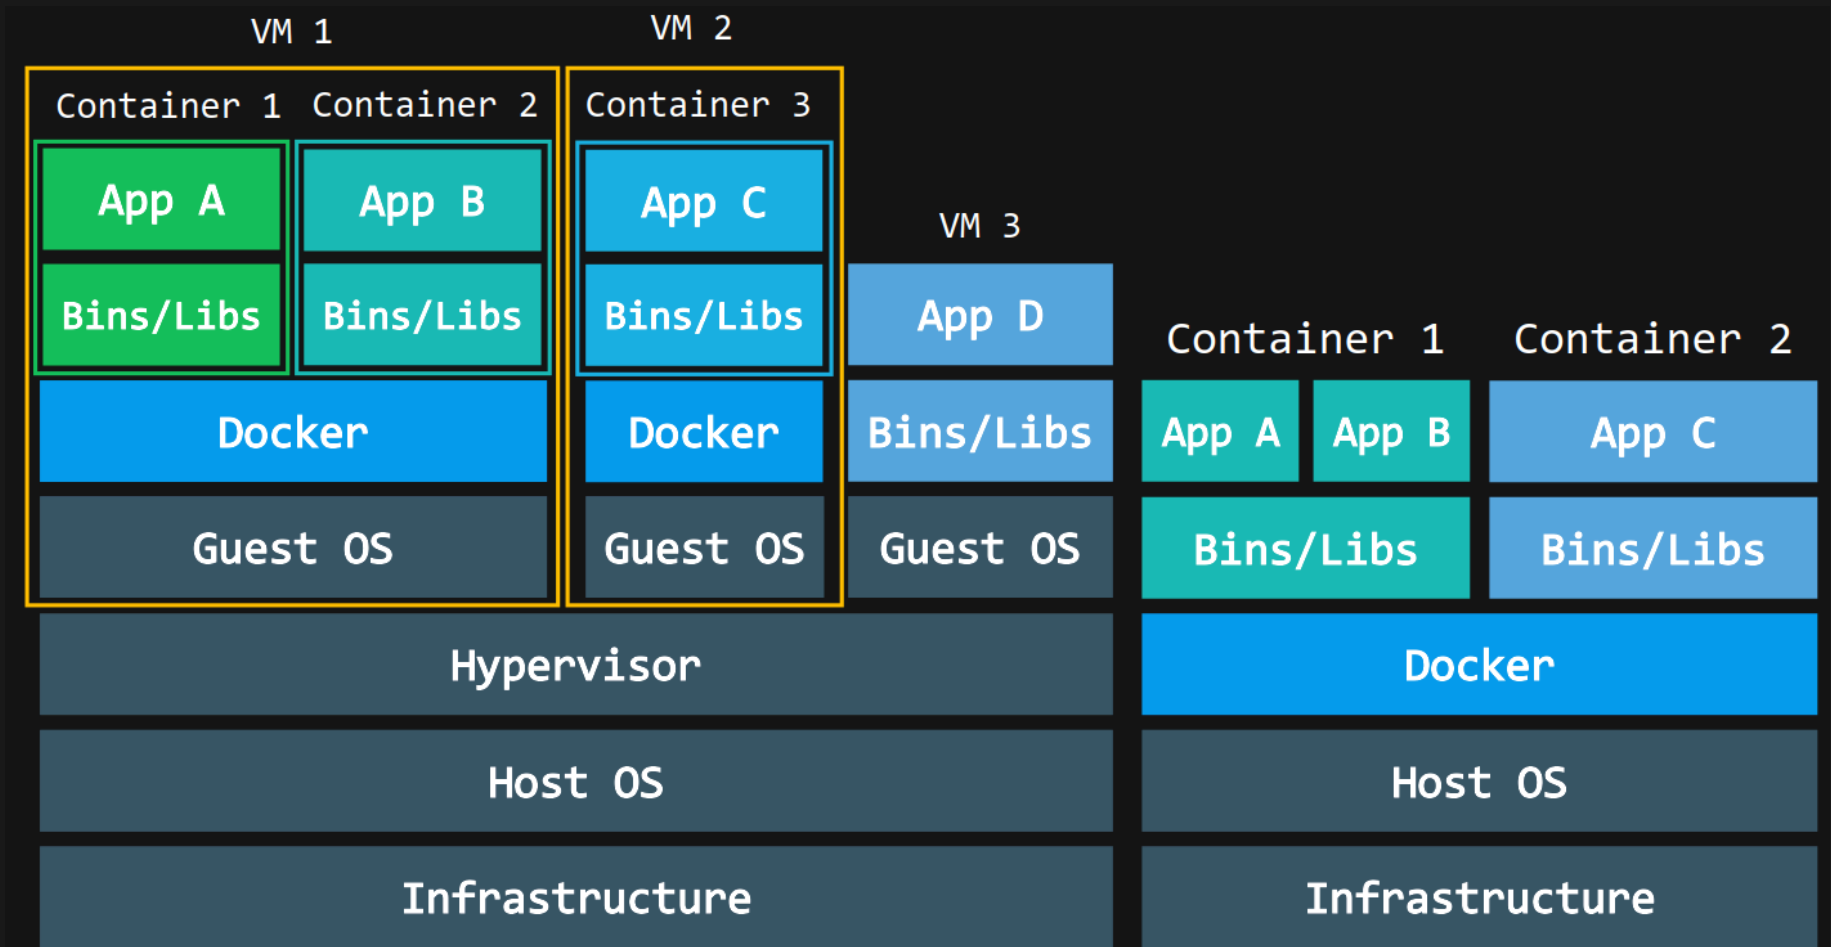 VM 1
VM 2
Container 1
Container 2
Container 3
App A
App B
App C
VM 3
Bins/Libs
Bins/Libs
Bins/Libs
App D
Container 1
Container 2
Docker
Docker
Bins/Libs
App A
App B
App C
Guest OS
Guest OS
Guest OS
Bins/Libs
Bins/Libs
Hypervisor
Docker
Host OS
Host OS
Infrastructure
Infrastructure